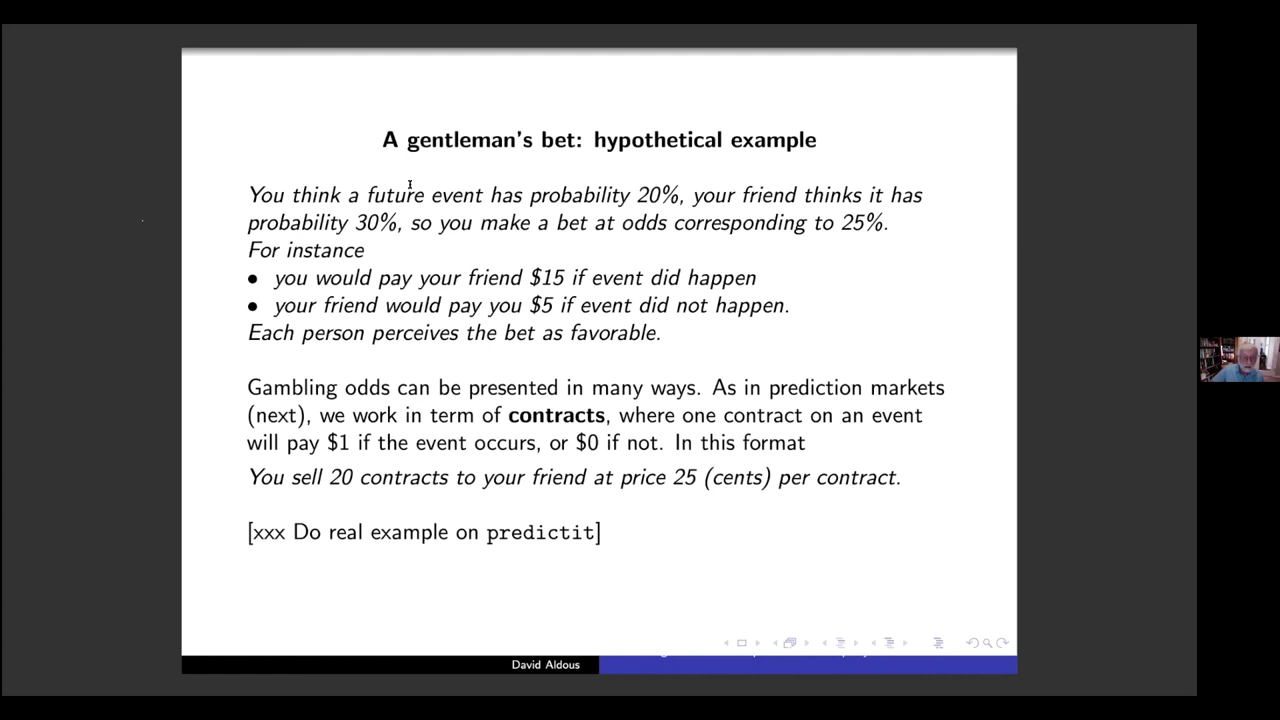 A gentleman's bet: hypothetical example
You think a future event has probability 20%, your friend thinks it has
probability 30%, so you make a bet at odds corresponding to 25%.
For instance
• you would pay your friend $15 if event did happen
• your friend would pay you $5 if event did not happen.
Each person perceives the bet as favorable.
Gambling odds can be presented in many ways. As in prediction markets
(next), we work in term of contracts, where one contract on an event
will pay $1 if the event occurs, or $0 if not. In this format
You sell 20 contracts to your friend at price 25 (cents) per contract.
[xxx Do real example on predictit]
David Aldous